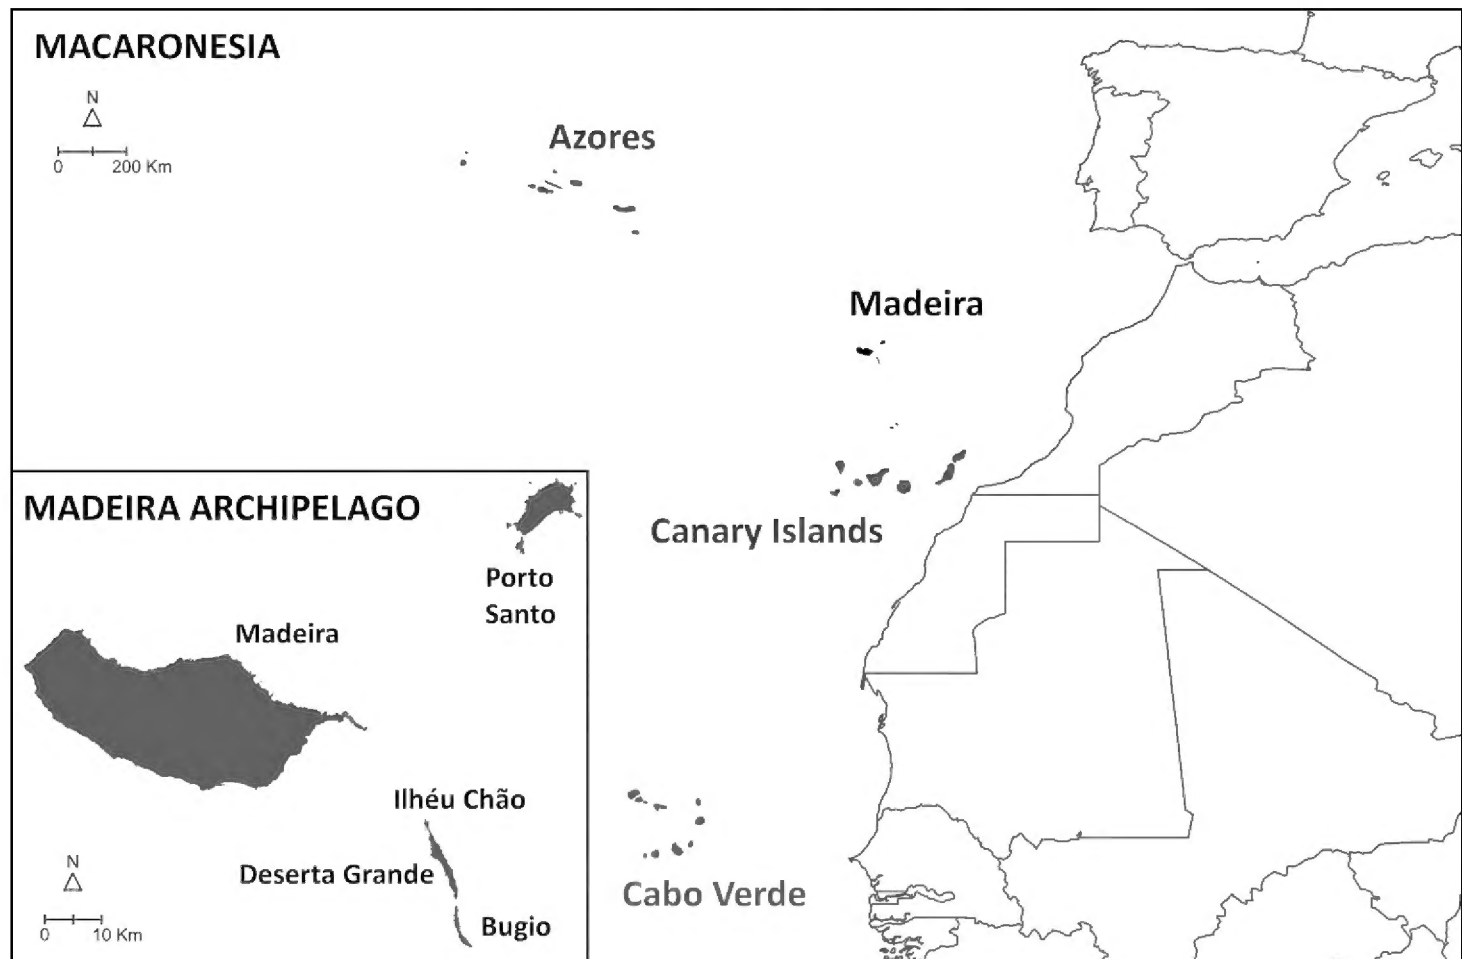 MACARONESIA
N
0 200 Km
Azores
Madeira
Canary Islands
Cabo Verde
MADEIRA ARCHIPELAGO
Porto
Santo
Madeira
Ilhéu Chão
Deserta Grande
Bugio
N
0 10 Km